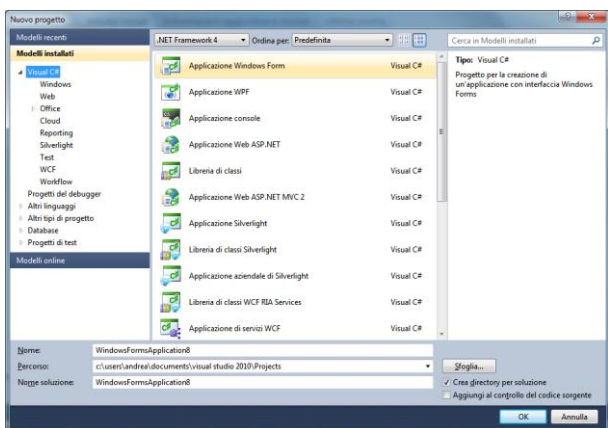 Nuovo progetto
Modelli recenti
.NET Framework 4
Ordina per: Predefinita
Cerca in Modelli installati
Modelli installati
Visual C#
Windows
Web
Office
Cloud
Reporting
Silverlight
Test
WCF
Workflow
Progetti del debugger
Altri linguaggi
Altri tipi di progetto
Database
Progetti di test
Modelli online
Applicazione Windows Form Visual C#
Applicazione WPF Visual C#
Applicazione console Visual C#
Applicazione Web ASP.NET Visual C#
Libreria di classi Visual C#
Applicazione Web ASP.NET MVC 2 Visual C#
Applicazione Silverlight Visual C#
Libreria di classi Silverlight Visual C#
Applicazione aziendale di Silverlight Visual C#
Libreria di classi WCF RIA Services Visual C#
Applicazione di servizi WCF Visual C#
Tipo: Visual C#
Progetto per la creazione di
un'applicazione con interfaccia Windows
Forms
Nome: WindowsFormsApplication8
Percorso: c:\users\andrea\documents\visual studio 2010\Projects
Sfoglia...
Nome soluzione: WindowsFormsApplication8
Crea directory per soluzione
Aggiungi al controllo del codice sorgente
OK
Annulla